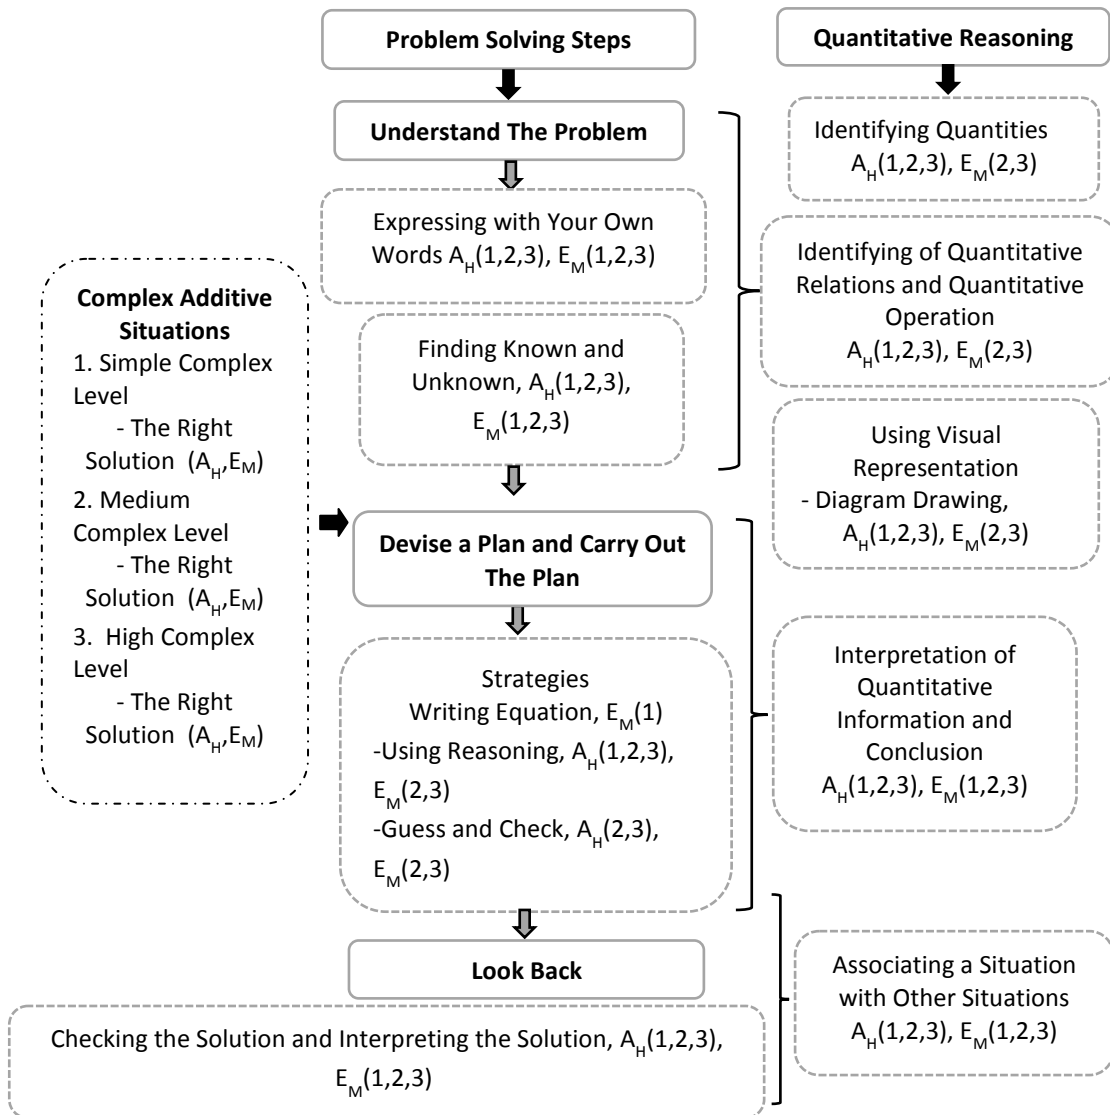 Problem Solving Steps
Understand The Problem
Expressing with Your Own
Words A_H(1,2,3), E_M(1,2,3)
Finding Known and
Unknown, A_H(1,2,3),
E_M(1,2,3)
Complex Additive
Situations
1. Simple Complex
Level
- The Right
Solution (A_H,E_M)
2. Medium
Complex Level
- The Right
Solution (A_H,E_M)
3. High Complex
Level
- The Right
Solution (A_H,E_M)
Devise a Plan and Carry Out
The Plan
Strategies
Writing Equation, E_M(1)
-Using Reasoning, A_H(1,2,3),
E_M(2,3)
-Guess and Check, A_H(2,3),
E_M(2,3)
Look Back
Checking the Solution and Interpreting the Solution, A_H(1,2,3),
E_M(1,2,3)
Quantitative Reasoning
Identifying Quantities
A_H(1,2,3), E_M(2,3)
Identifying of Quantitative
Relations and Quantitative
Operation
A_H(1,2,3), E_M(2,3)
Using Visual
Representation
- Diagram Drawing,
A_H(1,2,3), E_M(2,3)
Interpretation of
Quantitative
Information and
Conclusion
A_H(1,2,3), E_M(1,2,3)
Associating a Situation
with Other Situations
A_H(1,2,3), E_M(1,2,3)